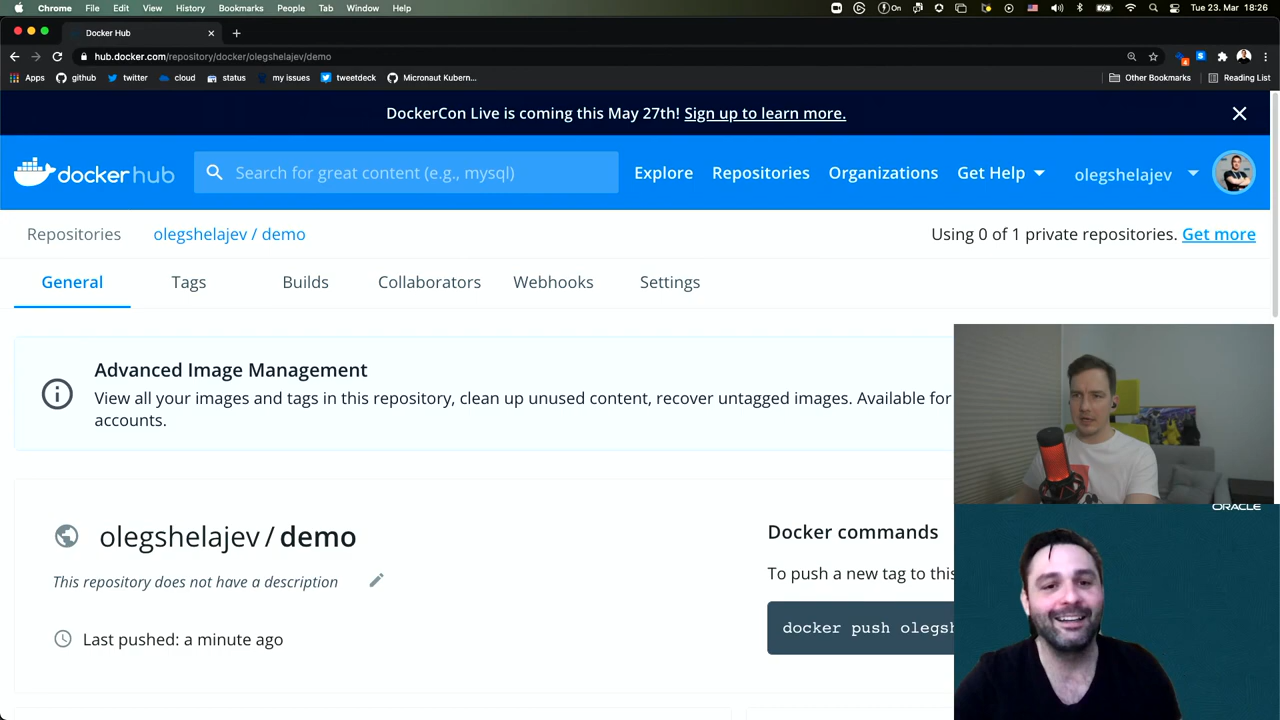 Chrome File Edit View History Bookmarks People Tab Window Help On Tue 23. Mar 18:26
Docker Hub
hub.docker.com/repository/docker/olegshelajev/demo
Apps github twitter cloud status my issues tweetdeck Micronaut Kubern... Other Bookmarks Reading List
DockerCon Live is coming this May 27th! Sign up to learn more.
dockerhub Search for great content (e.g., mysql) Explore Repositories Organizations Get Help olegshelajev
Repositories olegshelajev / demo Using 0 of 1 private repositories. Get more
General Tags Builds Collaborators Webhooks Settings
Advanced Image Management
View all your images and tags in this repository, clean up unused content, recover untagged images. Available for
accounts.
olegshelajev / demo Docker commands
This repository does not have a description To push a new tag to this
Last pushed: a minute ago docker push olegsh
ORACLE